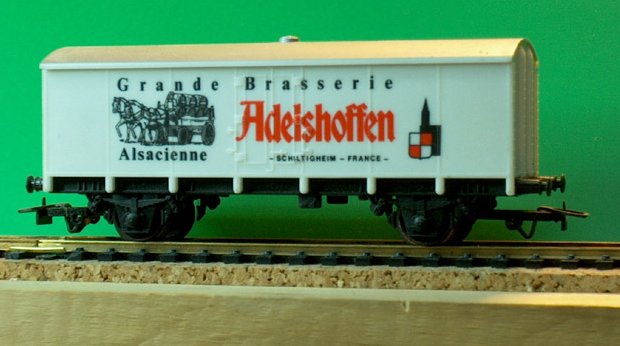 Grande Brasserie
Alsacienne
Adelshoffen
- SCHILTIGHEIM - FRANCE -